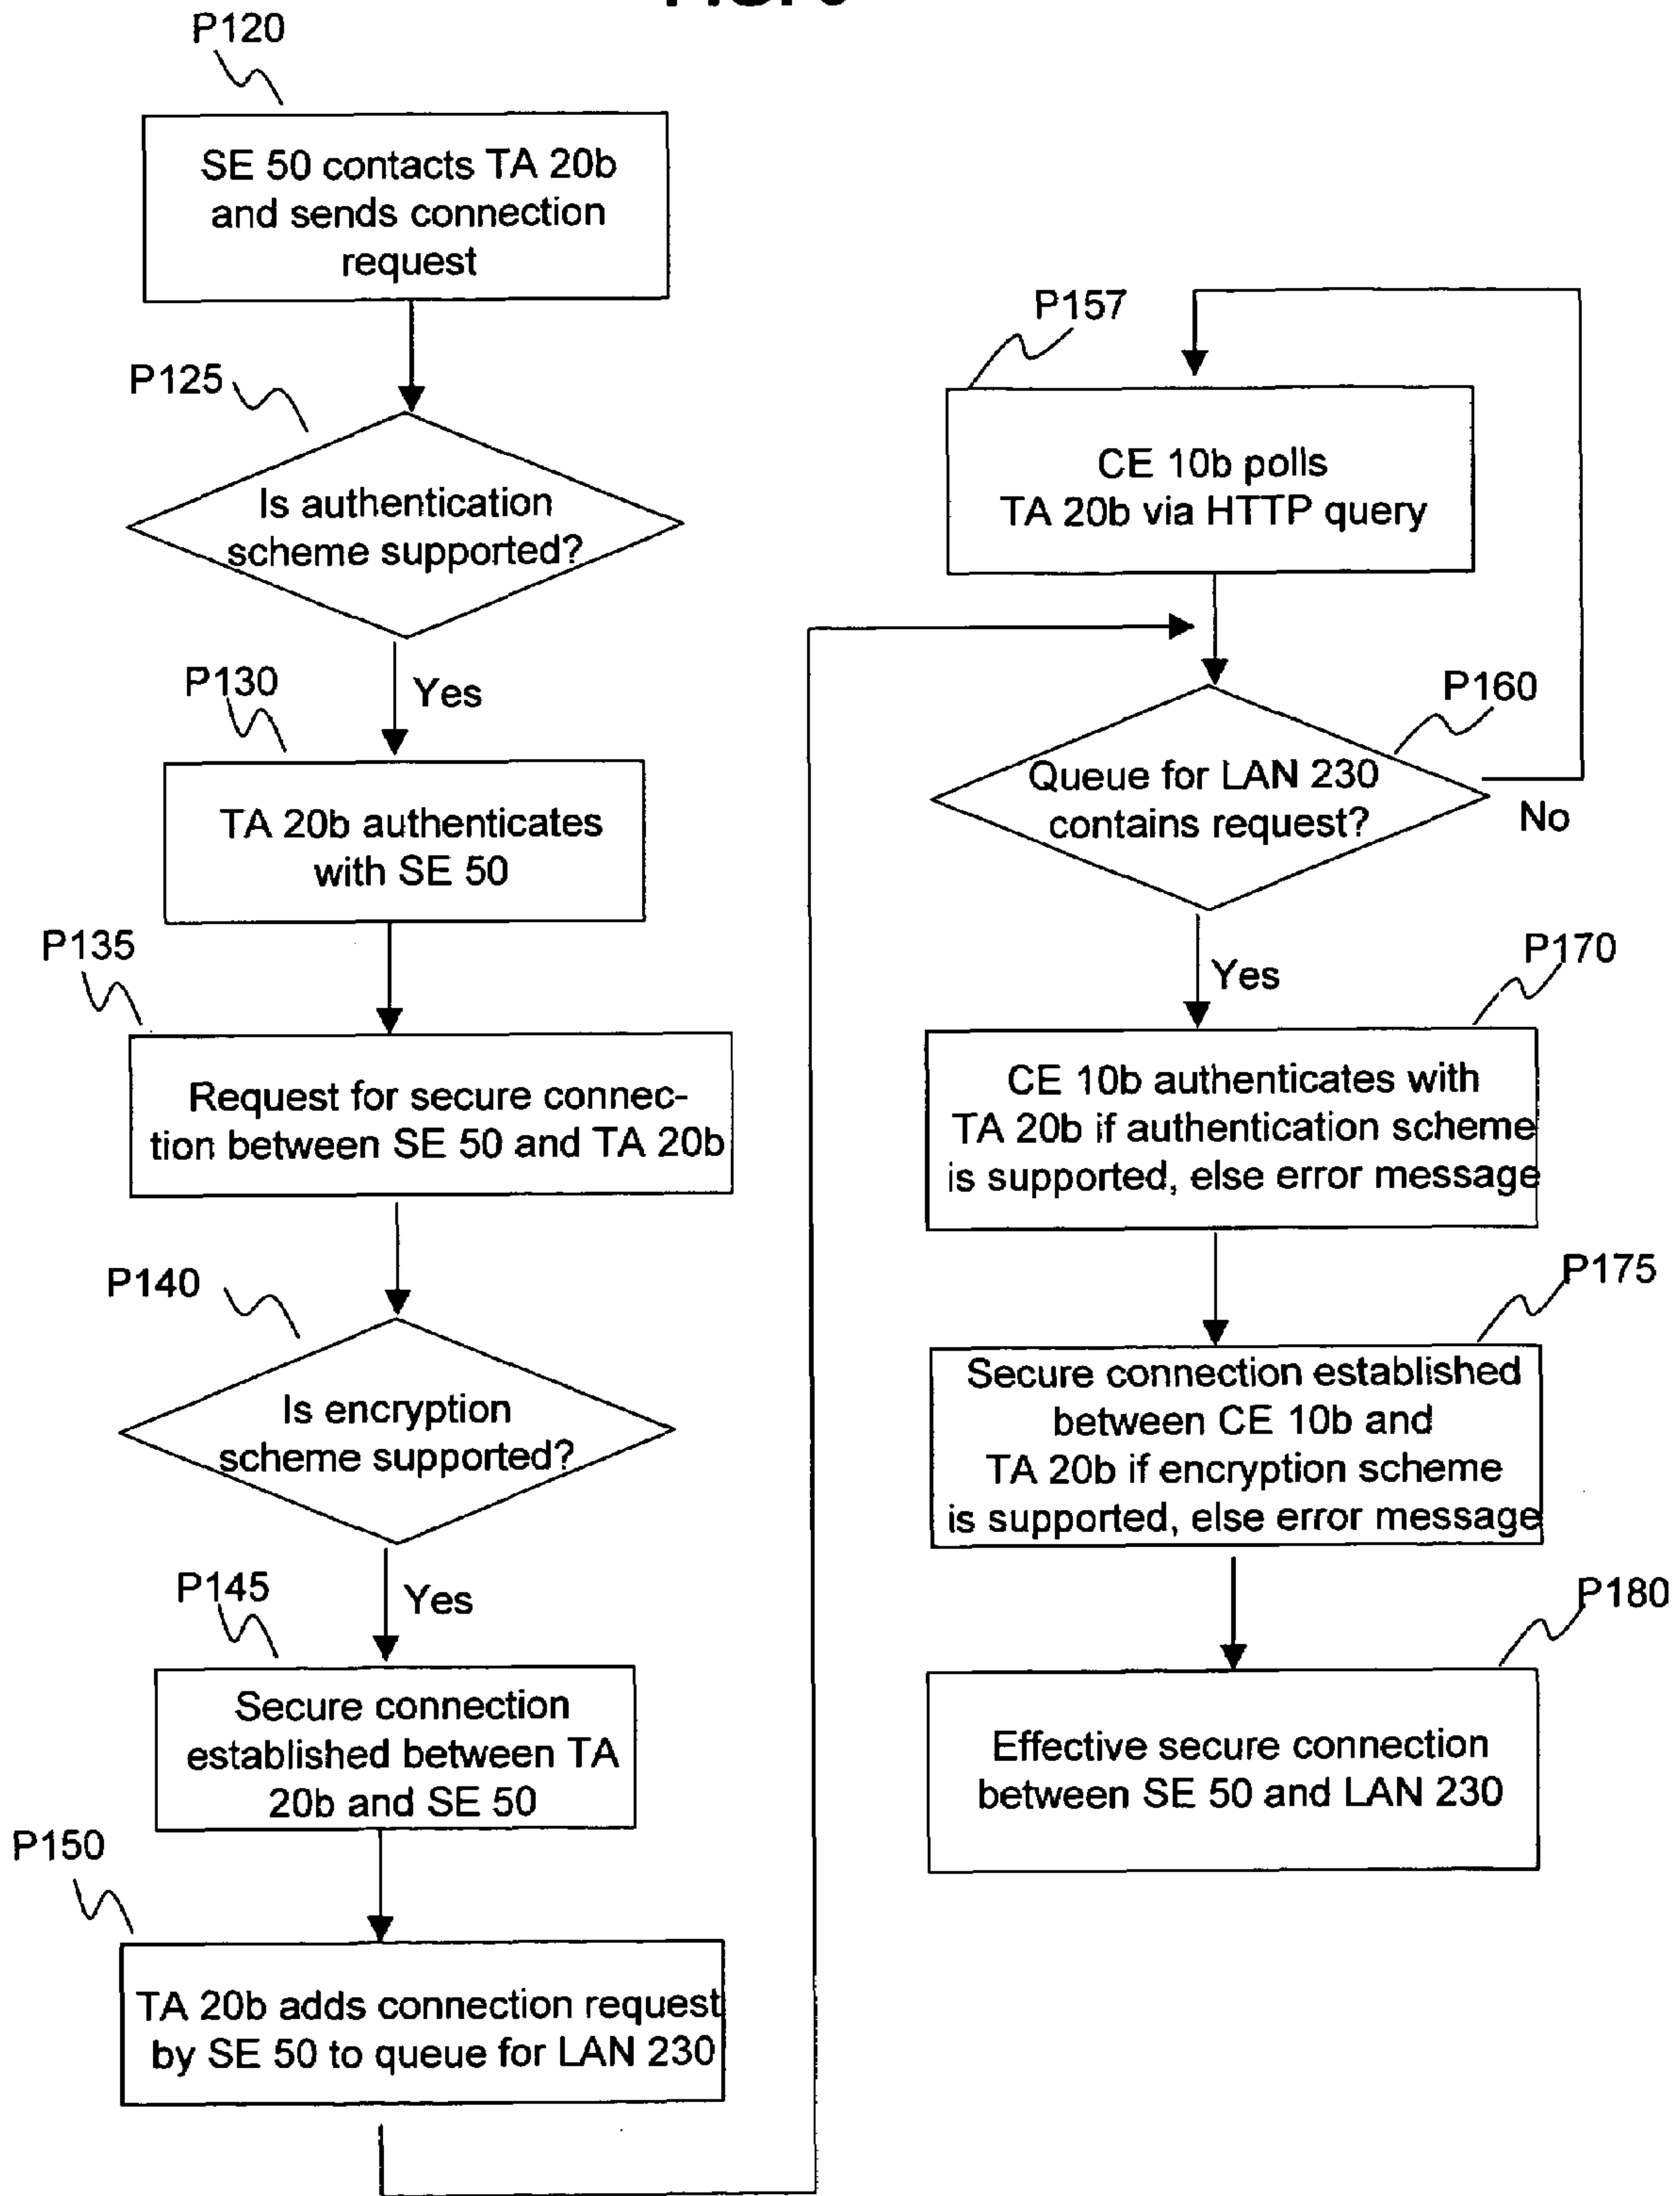 P120
SE 50 contacts TA 20b
and sends connection
request
P125
Is authentication
scheme supported?
Yes
P130
TA 20b authenticates
with SE 50
P135
Request for secure connec-
tion between SE 50 and TA 20b
P140
Is encryption
scheme supported?
Yes
P145
Secure connection
established between TA
20b and SE 50
P150
TA 20b adds connection request
by SE 50 to queue for LAN 230
P157
CE 10b polls
TA 20b via HTTP query
P160
Queue for LAN 230
contains request?
No
Yes
P170
CE 10b authenticates with
TA 20b if authentication scheme
is supported, else error message
P175
Secure connection established
between CE 10b and
TA 20b if encryption scheme
is supported, else error message
P180
Effective secure connection
between SE 50 and LAN 230